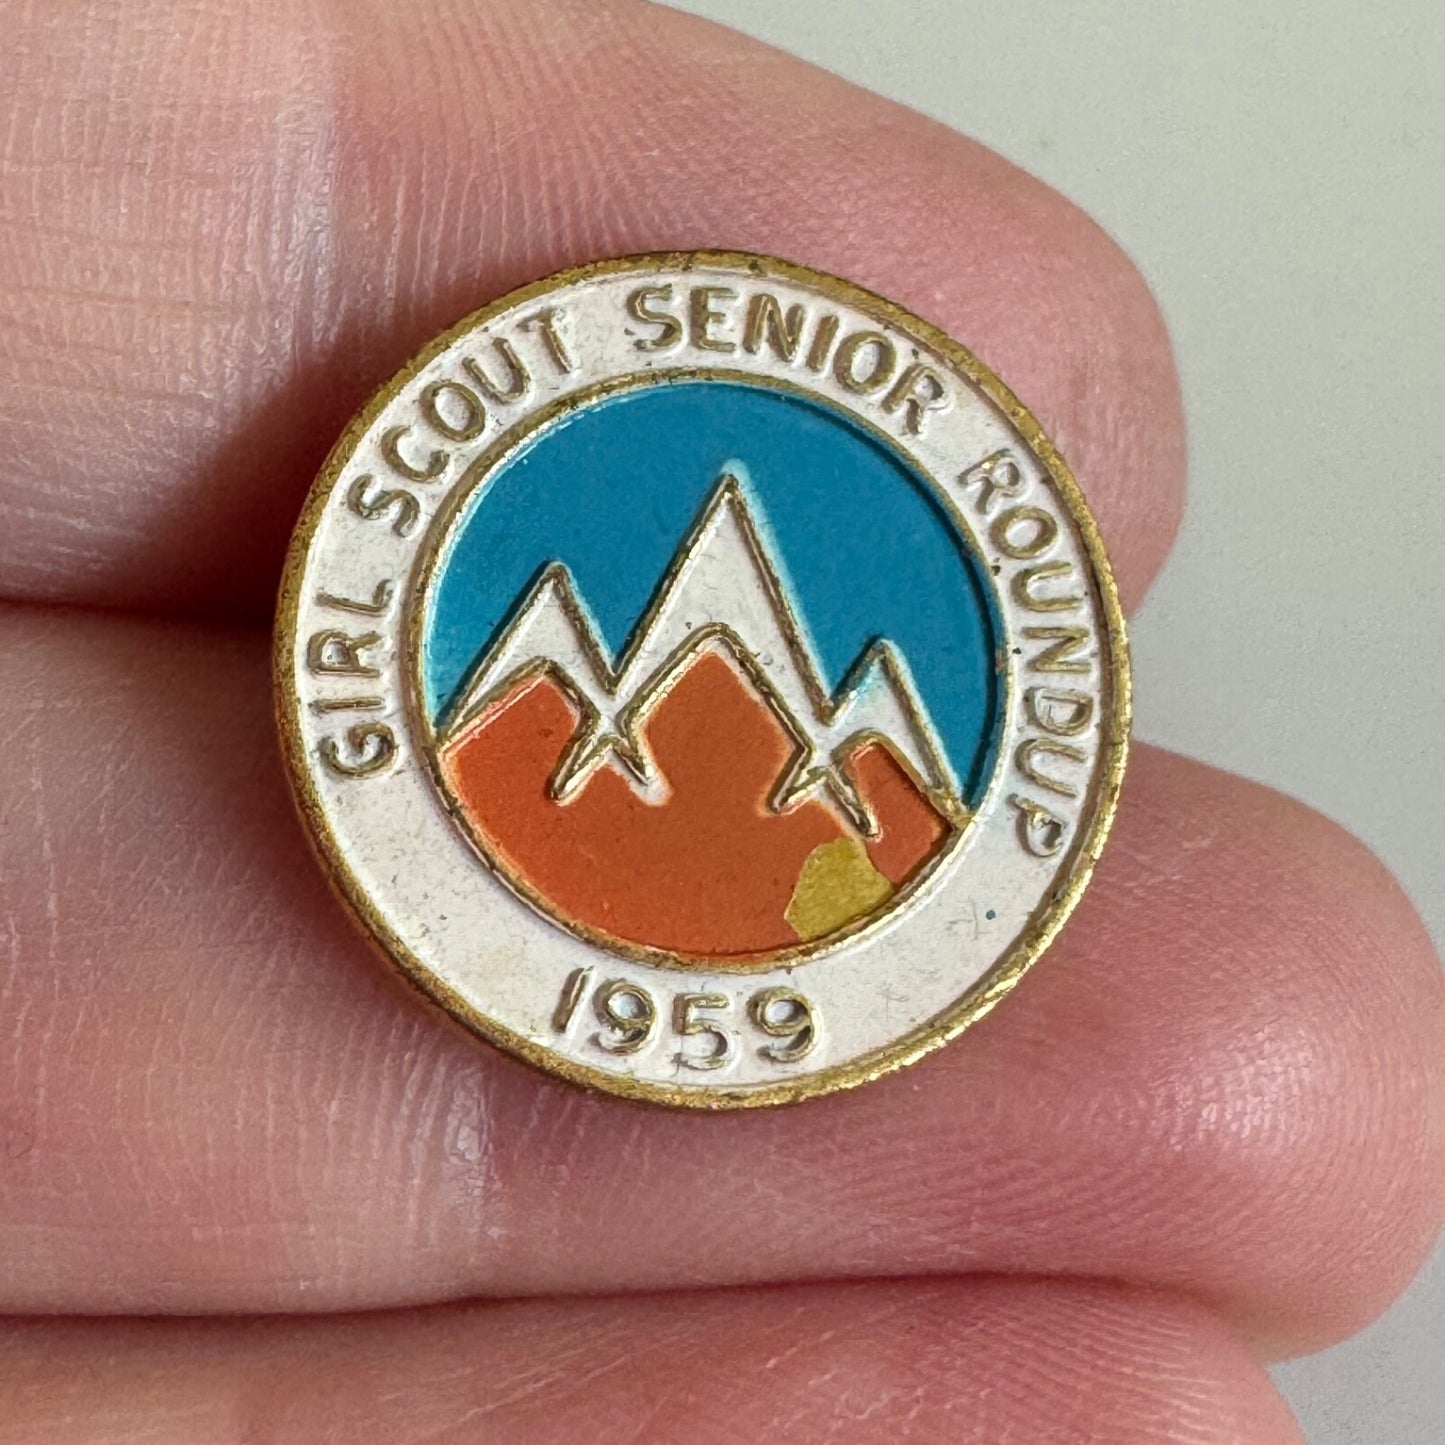 GIRL SCOUT SENIOR ROUNDUP
1959